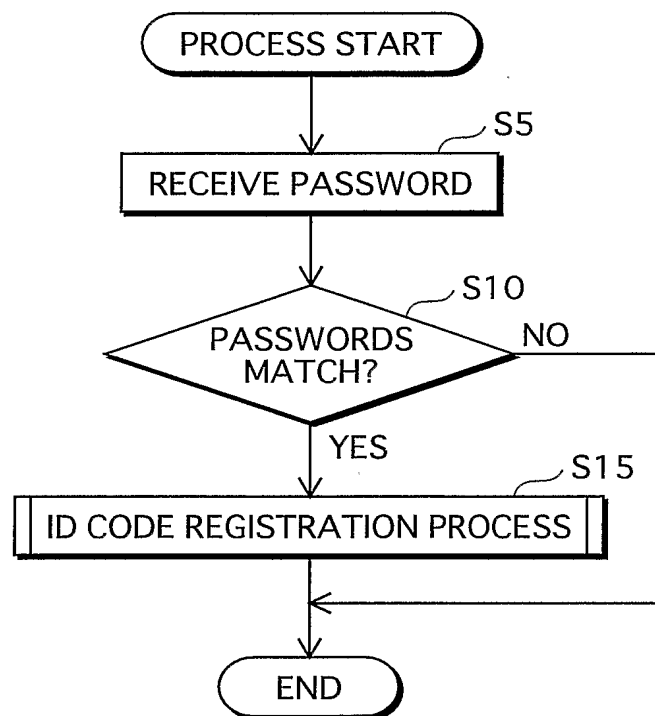 PROCESS START
S5
RECEIVE PASSWORD
S10
PASSWORDS
MATCH?
NO
YES
S15
ID CODE REGISTRATION PROCESS
END